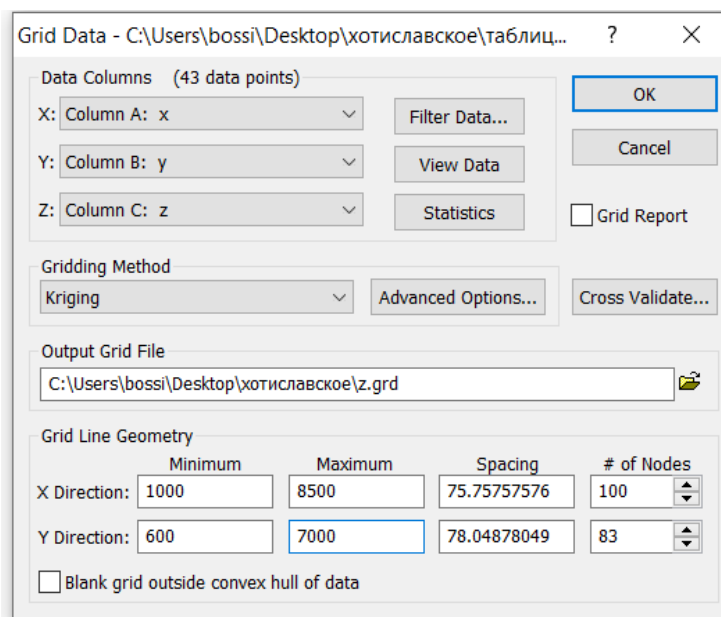 Grid Data - C:\Users\bossi\Desktop\хотиславское\таблиц...
? ×
Data Columns (43 data points)
X: Column A: x
Filter Data...
OK
Y: Column B: y
View Data
Cancel
Z: Column C: z
Statistics
Grid Report
Gridding Method
Kriging
Advanced Options...
Cross Validate...
Output Grid File
C:\Users\bossi\Desktop\хотиславское\z.grd
Grid Line Geometry
Minimum Maximum Spacing # of Nodes
X Direction: 1000 8500 75.75757576 100
Y Direction: 600 7000 78.04878049 83
Blank grid outside convex hull of data